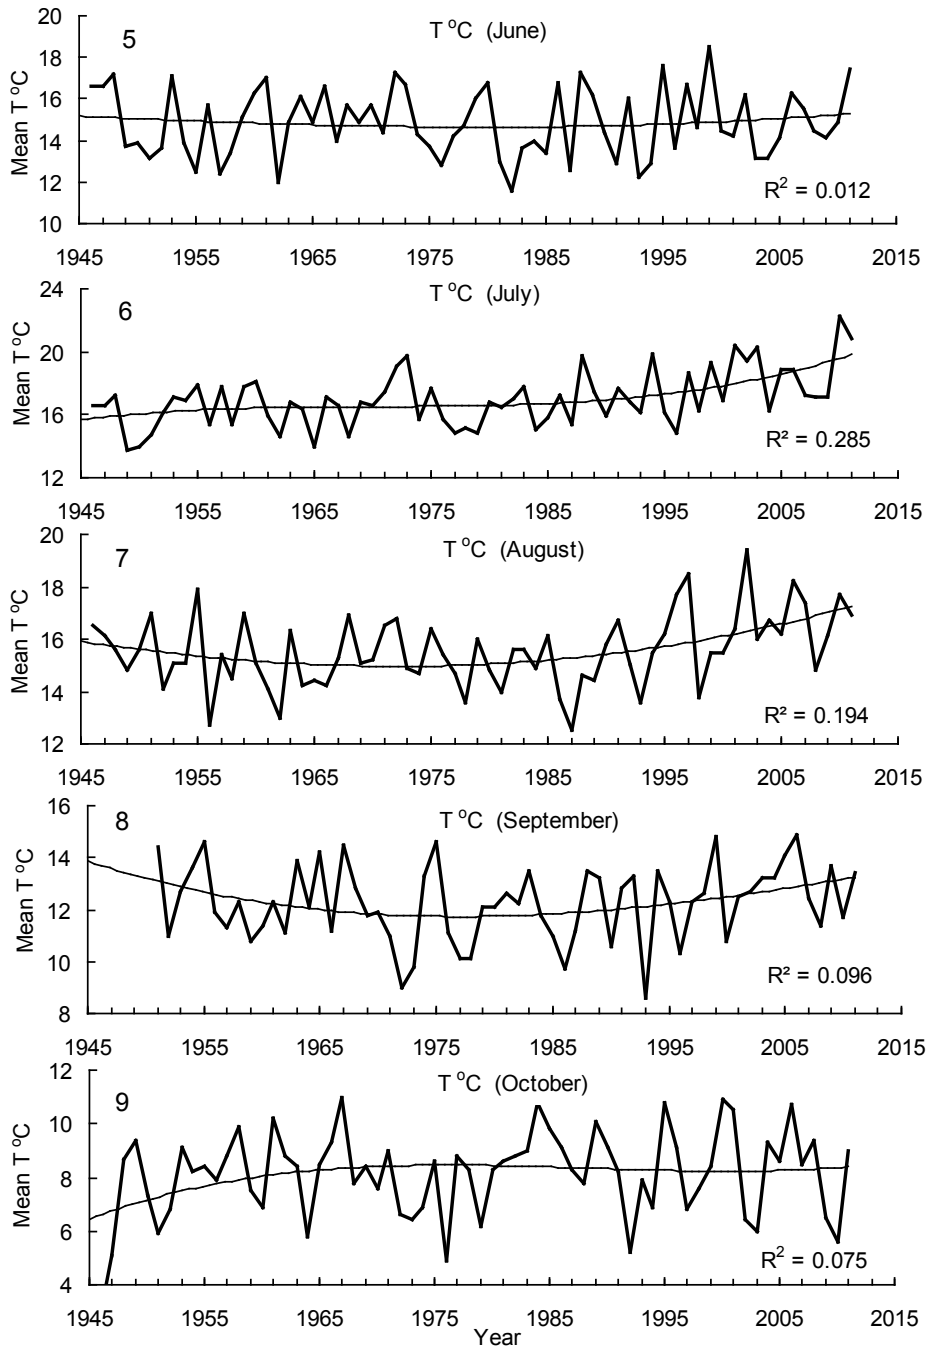 5
T °C (June)
Mean T °C
20
18
16
14
12
10
R² = 0.012
1945 1955 1965 1975 1985 1995 2005 2015
6
T °C (July)
Mean T °C
24
20
16
12
R² = 0.285
1945 1955 1965 1975 1985 1995 2005 2015
7
T °C (August)
Mean T °C
20
18
16
14
12
R² = 0.194
1945 1955 1965 1975 1985 1995 2005 2015
8
T °C (September)
Mean T °C
16
14
12
10
8
R² = 0.096
1945 1955 1965 1975 1985 1995 2005 2015
9
T °C (October)
Mean T °C
12
10
8
6
4
R² = 0.075
1945 1955 1965 1975 1985 1995 2005 2015
Year